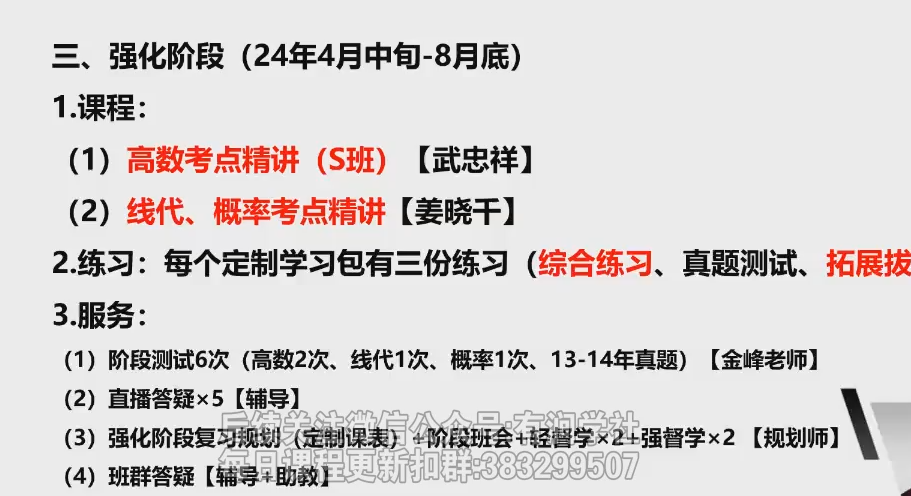 三、强化阶段（24年4月中旬-8月底）
1.课程：
（1）高数考点精讲（S班）【武忠祥】
（2）线代、概率考点精讲【姜晓千】
2.练习：每个定制学习包有三份练习（综合练习、真题测试、拓展拔
3.服务：
（1）阶段测试6次（高数2次、线代1次、概率1次、13-14年真题）【金峰老师】
（2）直播答疑×5【辅导】
后续关注微信公众号:有润学社
（3）强化阶段复习规划（定制课表）+阶段班会+轻督学×2+强督学×2 【规划师】
每日课程更新扣群:383299507
（4）班群答疑【辅导+助教】